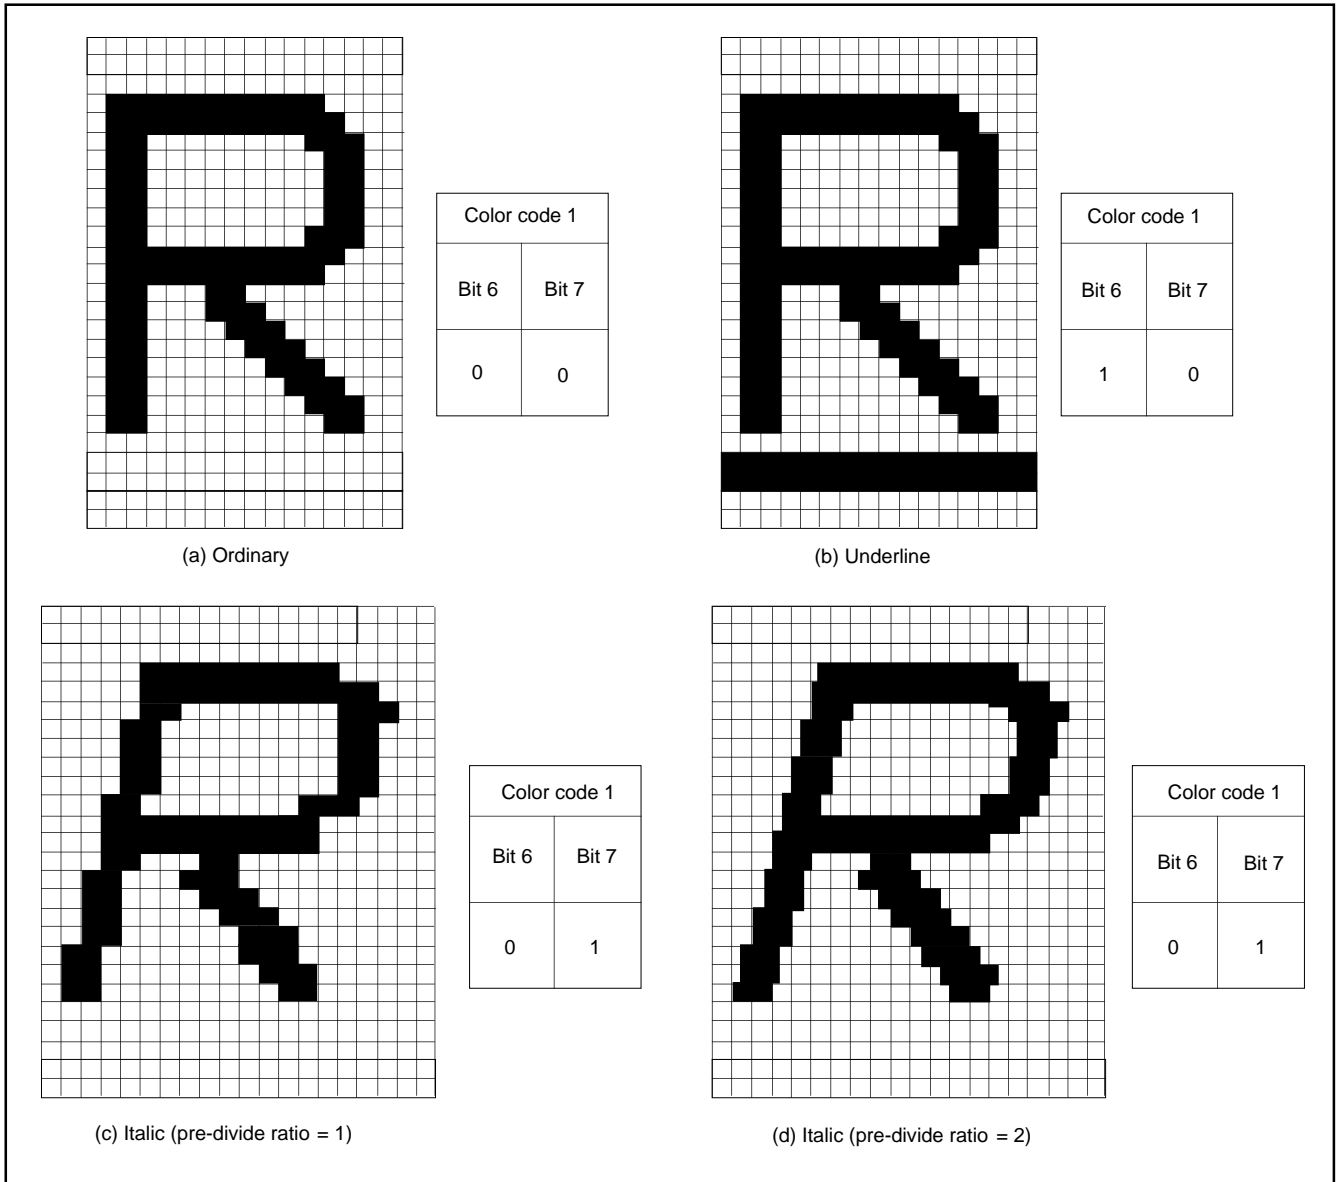 Color code 1
Bit 6 Bit 7
0 0
(a) Ordinary
Color code 1
Bit 6 Bit 7
1 0
(b) Underline
Color code 1
Bit 6 Bit 7
0 1
(c) Italic (pre-divide ratio = 1)
Color code 1
Bit 6 Bit 7
0 1
(d) Italic (pre-divide ratio = 2)